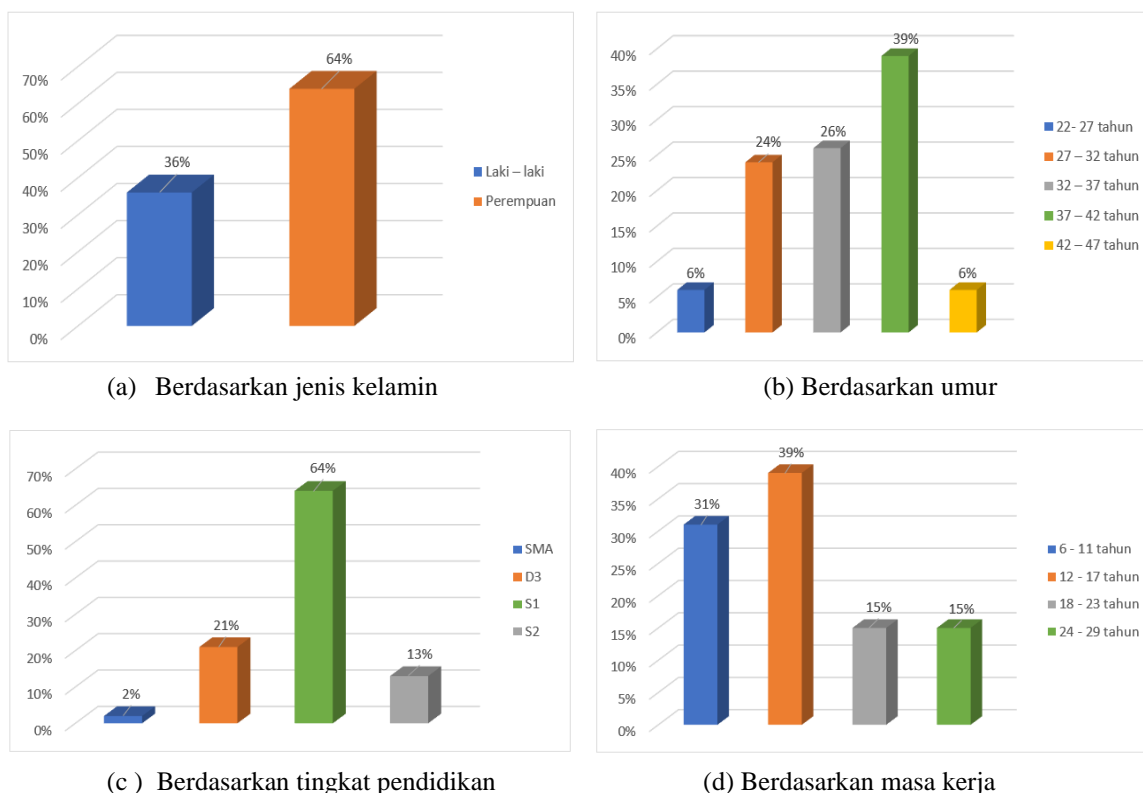 70%
60%
50%
40%
30%
20%
10%
0%
36%
64%
Laki – laki
Perempuan
(a) Berdasarkan jenis kelamin
40%
35%
30%
25%
20%
15%
10%
5%
0%
6%
24%
26%
39%
6%
22- 27 tahun
27 – 32 tahun
32 – 37 tahun
37 – 42 tahun
42 – 47 tahun
(b) Berdasarkan umur
70%
60%
50%
40%
30%
20%
10%
0%
2%
21%
64%
13%
SMA
D3
S1
S2
(c ) Berdasarkan tingkat pendidikan
40%
35%
30%
25%
20%
15%
10%
5%
0%
31%
39%
15%
15%
6 - 11 tahun
12 - 17 tahun
18 - 23 tahun
24 - 29 tahun
(d) Berdasarkan masa kerja